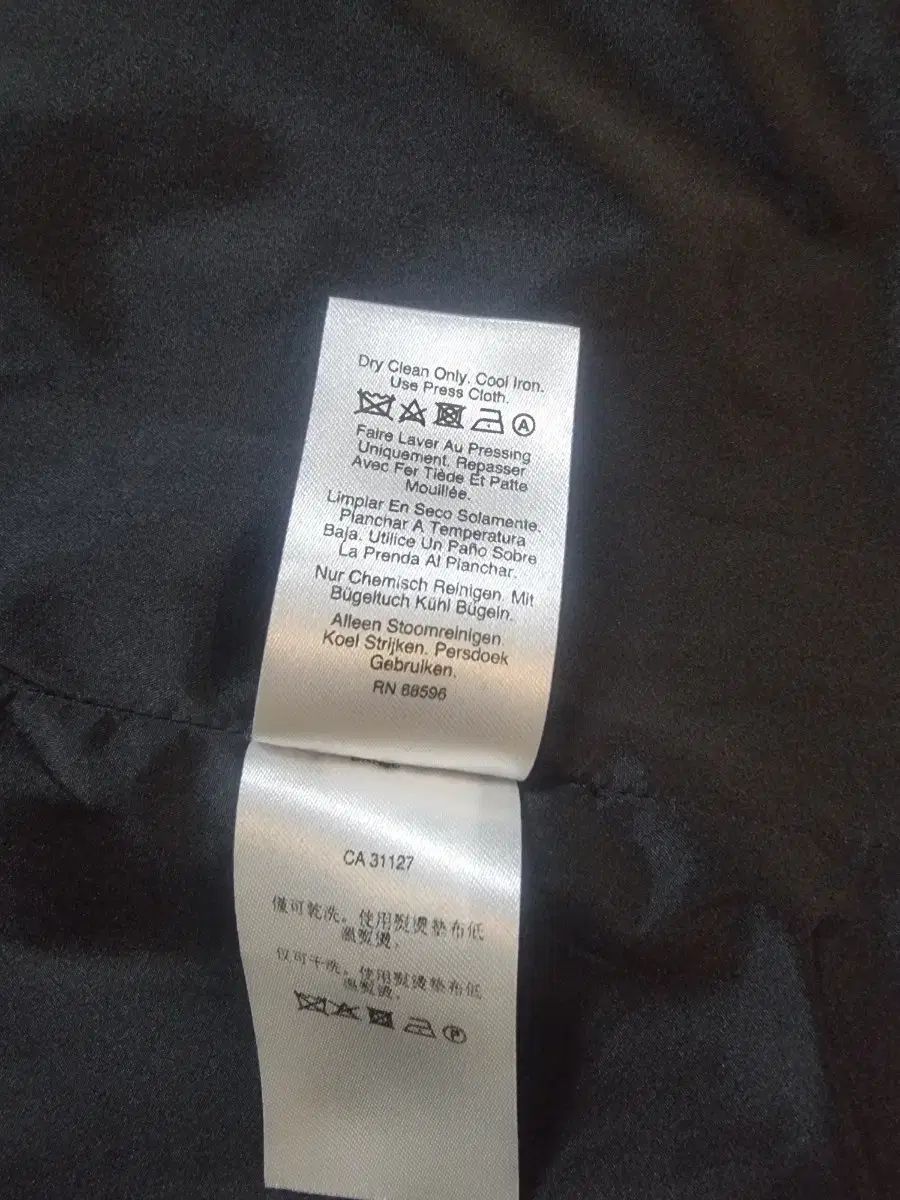 Dry Clean Only. Cool Iron.
Use Press Cloth.
A
Faire Laver Au Pressing
Uniquement. Repasser
Avec Fer Tiède Et Patte
Mouillée.
Limpiar En Seco Solamente.
Planchar A Temperatura
Baja. Utilice Un Paño Sobre
La Prenda Al Planchar.
Nur Chemisch Reinigen. Mit
Bügeltuch Kühl Bügeln.
Alleen Stoomreinigen.
Koel Strijken. Persdoek
Gebruiken.
RN 88596
CA 31127
僅可乾洗。使用熨燙墊布低
溫熨燙。
仅可干洗。使用熨烫垫布低
温熨烫。
P